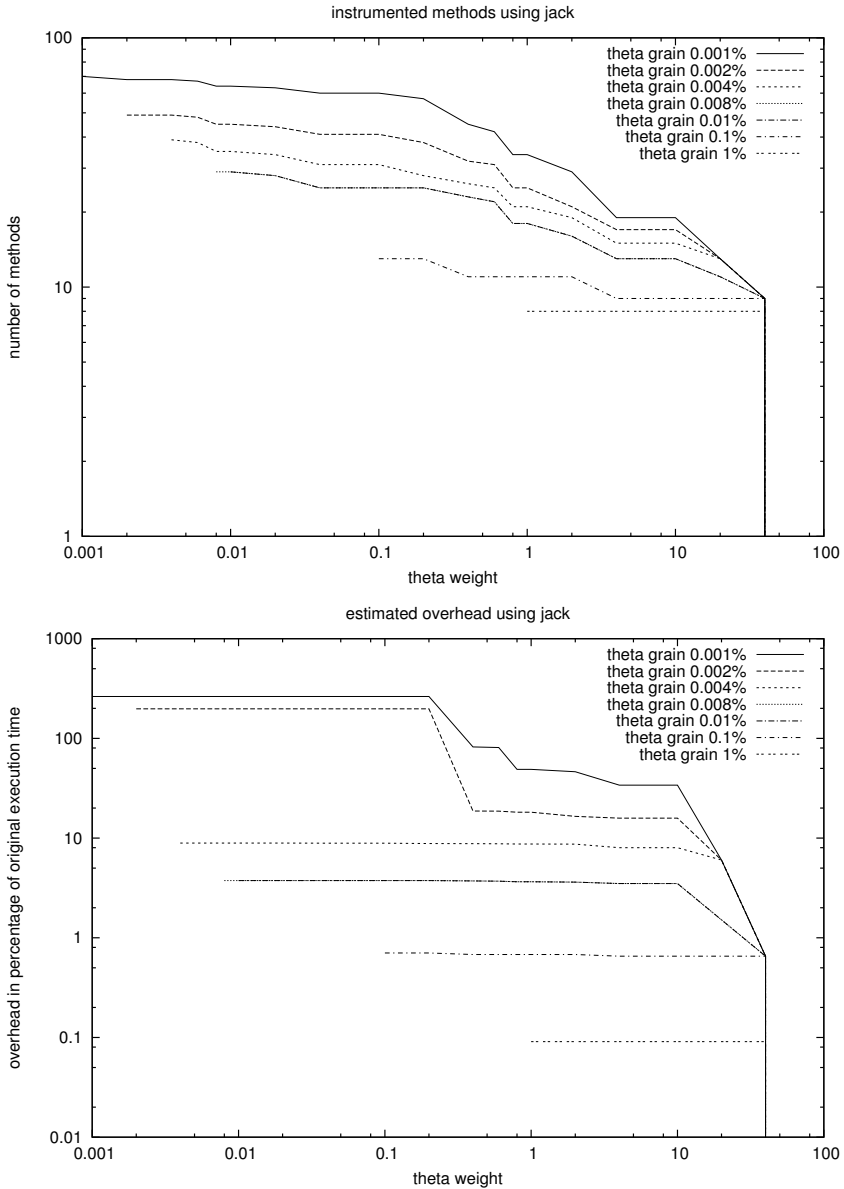 instrumented methods using jack
100
10
1
number of methods
theta grain 0.001%
theta grain 0.002%
theta grain 0.004%
theta grain 0.008%
theta grain 0.01%
theta grain 0.1%
theta grain 1%
0.001 0.01 0.1 1 10 100
theta weight
estimated overhead using jack
1000
100
10
1
0.1
0.01
overhead in percentage of original execution time
theta grain 0.001%
theta grain 0.002%
theta grain 0.004%
theta grain 0.008%
theta grain 0.01%
theta grain 0.1%
theta grain 1%
0.001 0.01 0.1 1 10 100
theta weight